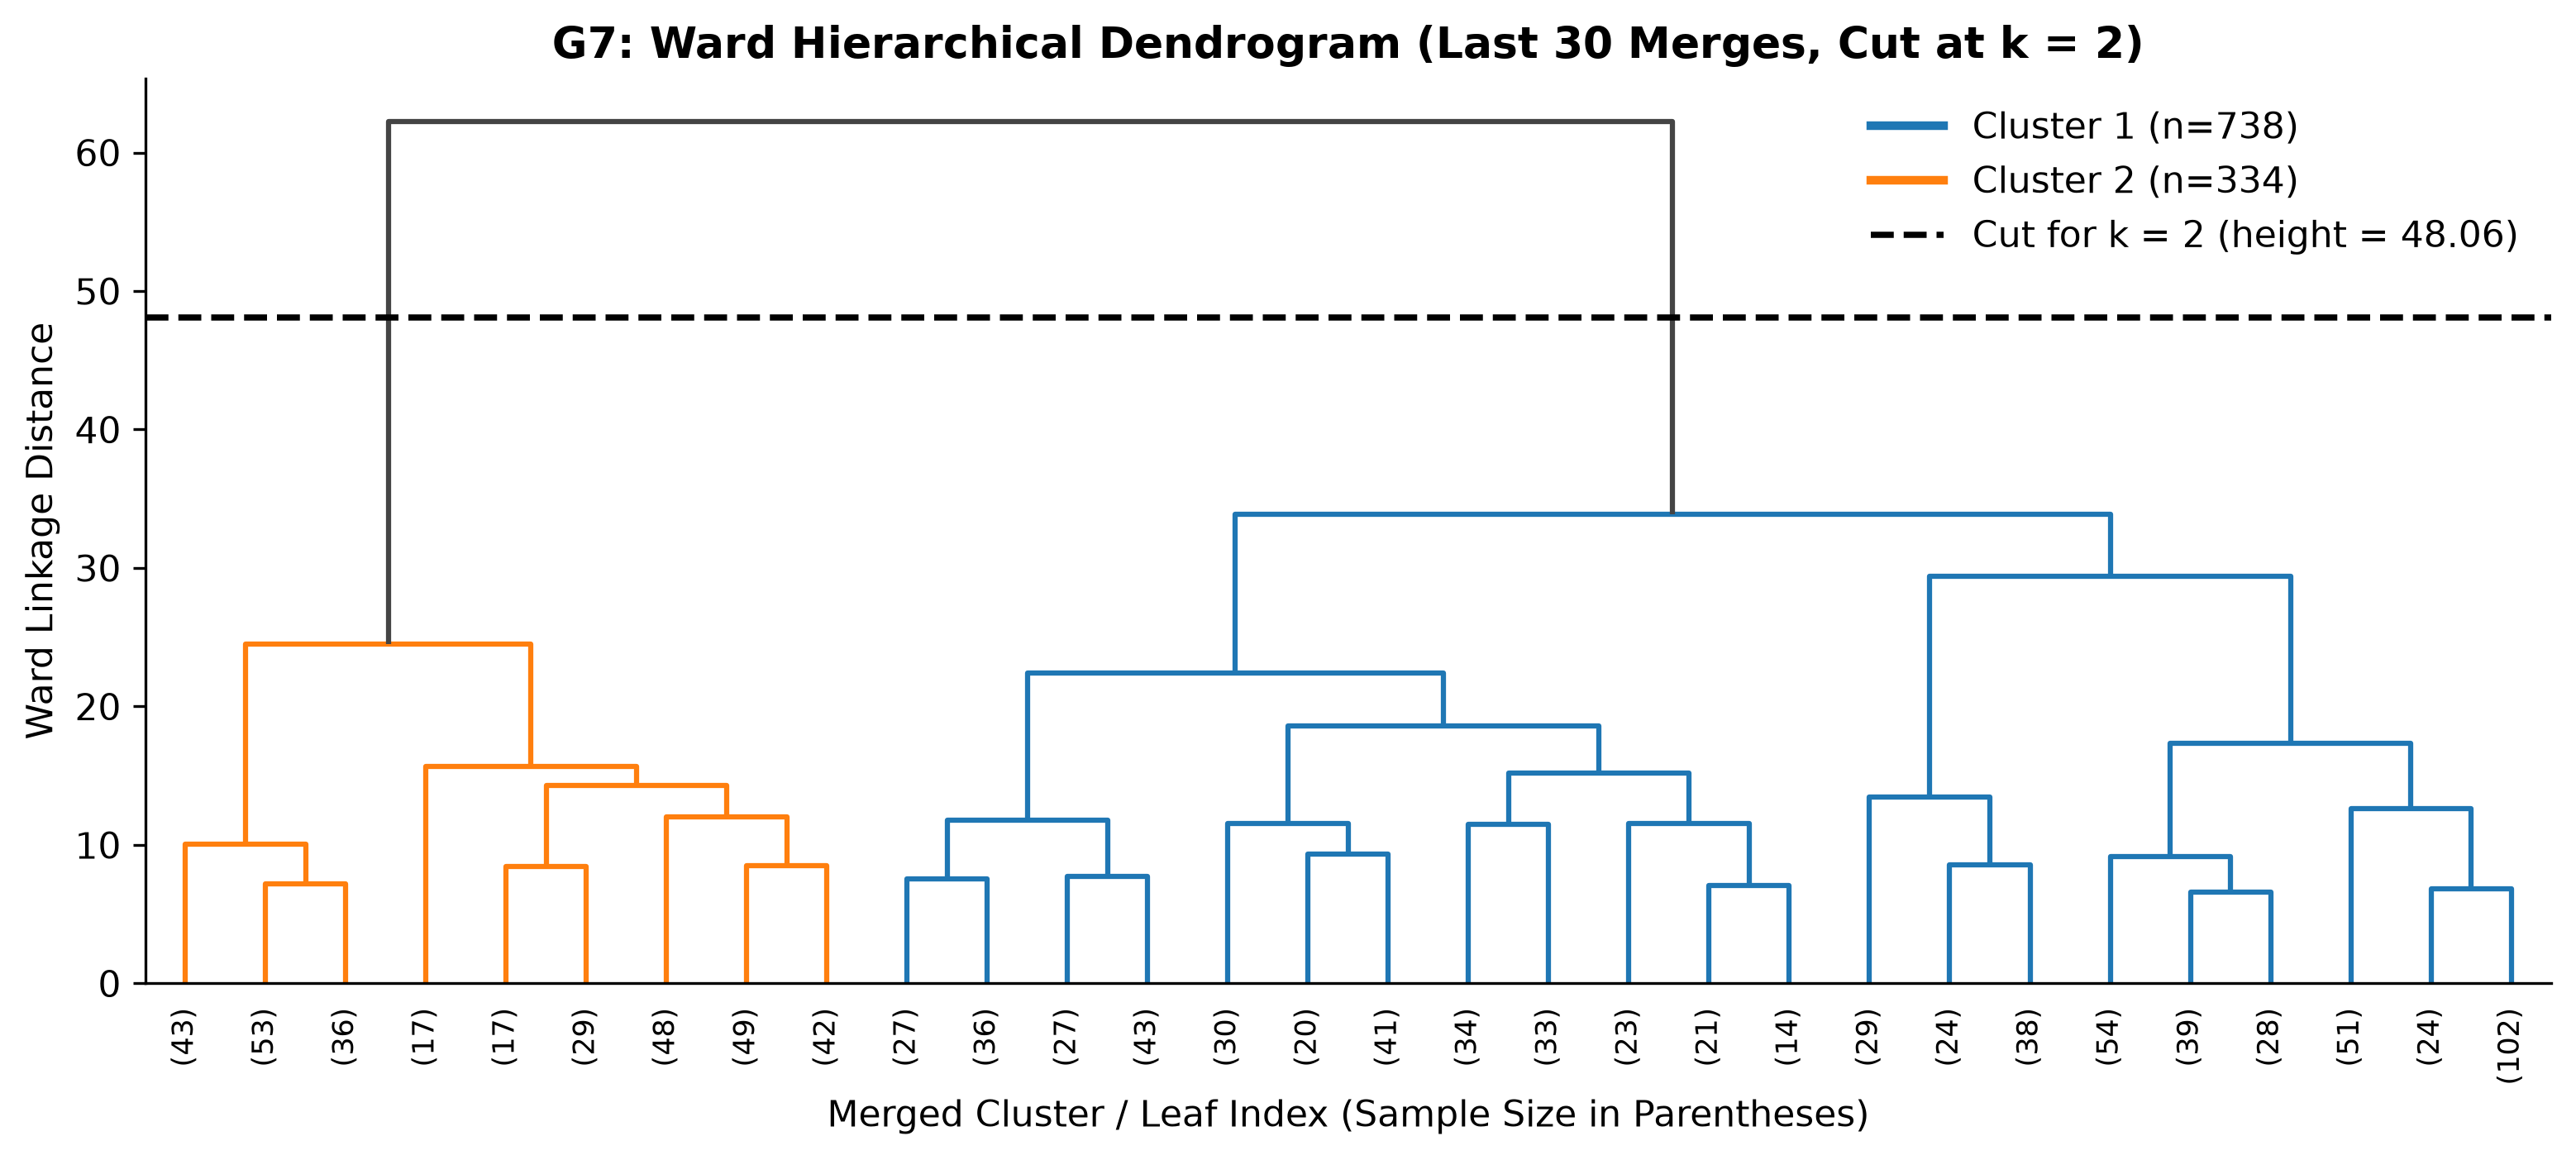 G7: Ward Hierarchical Dendrogram (Last 30 Merges, Cut at k = 2)
Cluster 1 (n=738)
Cluster 2 (n=334)
Cut for k = 2 (height = 48.06)
Ward Linkage Distance
60
50
40
30
20
10
0
(43) (53) (36) (17) (17) (29) (48) (49) (42) (27) (36) (27) (43) (30) (20) (41) (34) (33) (23) (21) (14) (29) (24) (38) (54) (39) (28) (51) (24) (102)
Merged Cluster / Leaf Index (Sample Size in Parentheses)